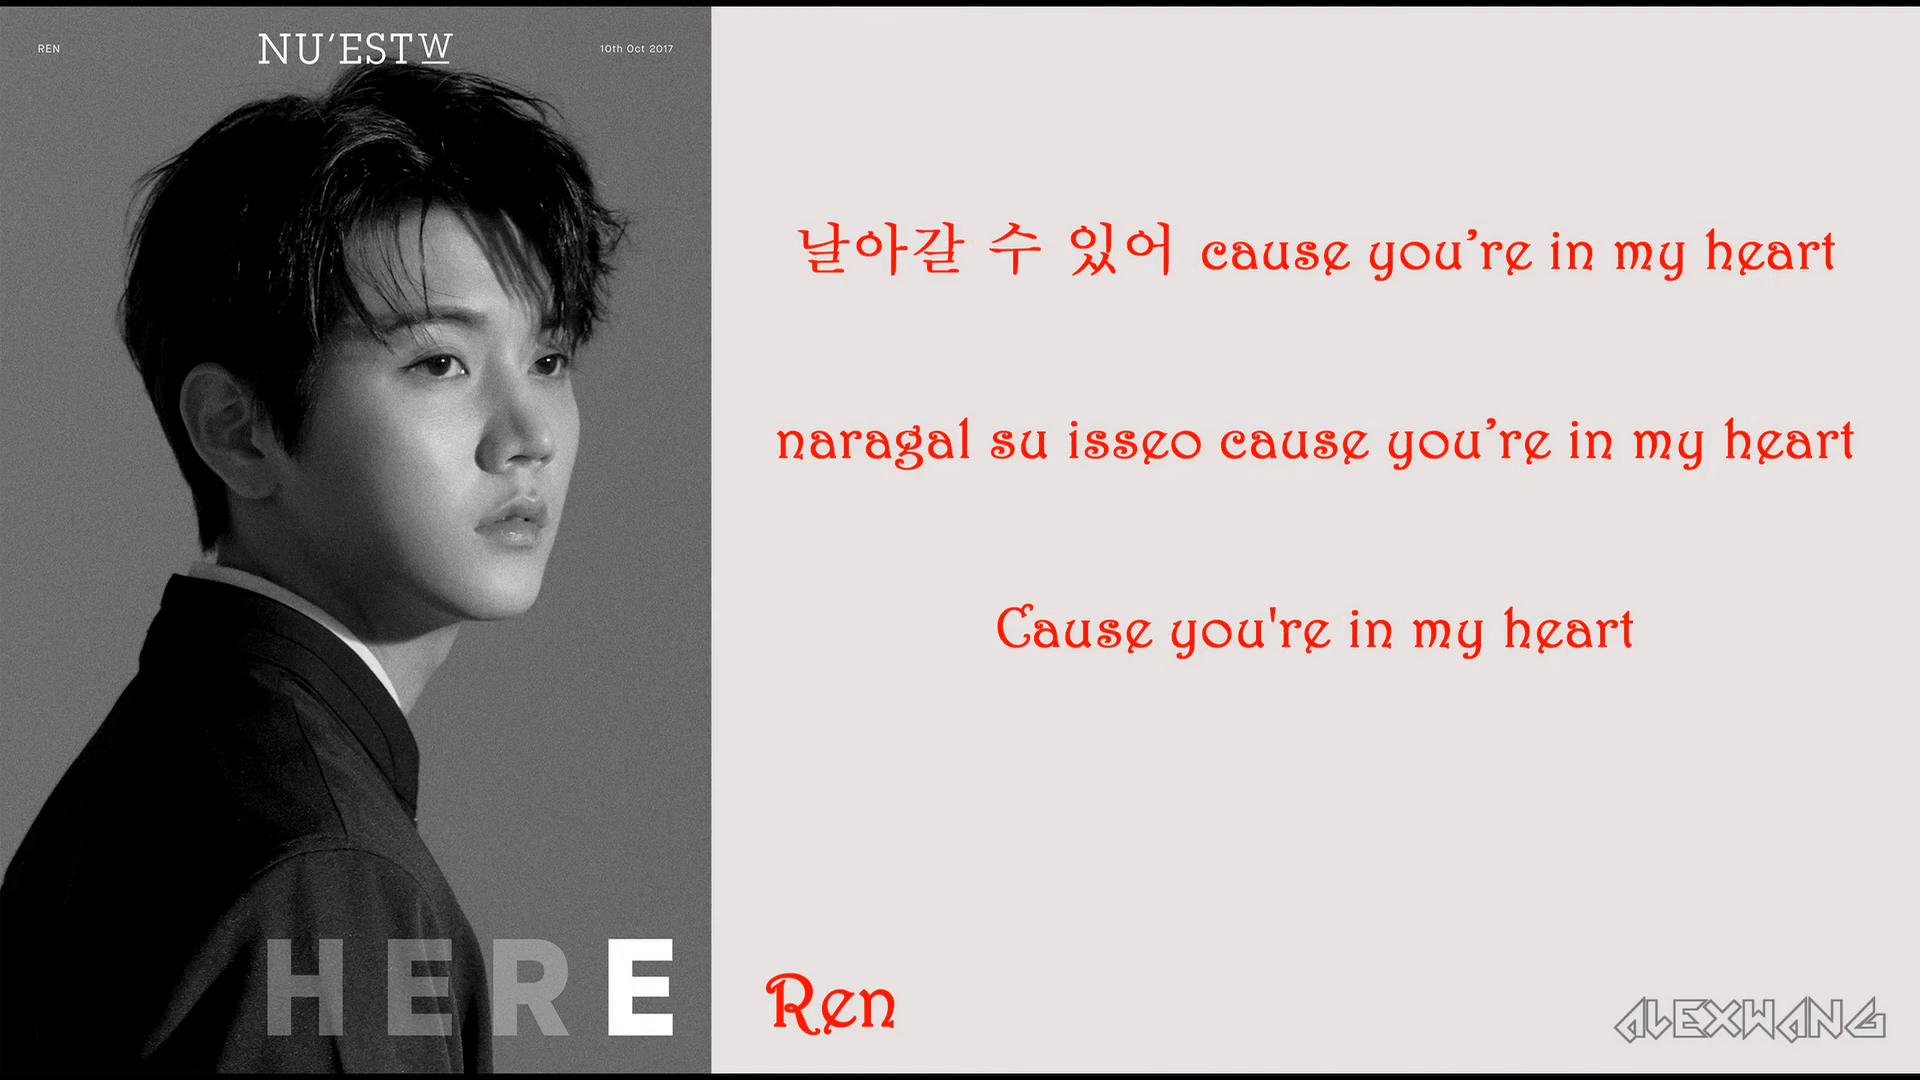 REN
NU'EST W
10th Oct 2017
HERE
날아갈 수 있어 cause you’re in my heart
naragal su isseo cause you’re in my heart
Cause you're in my heart
Ren
ALEXWANG